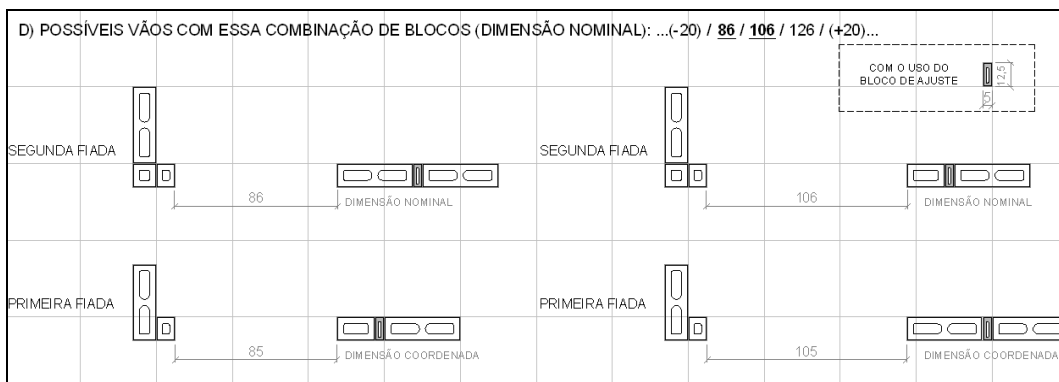 D) POSSÍVEIS VÃOS COM ESSA COMBINAÇÃO DE BLOCOS (DIMENSÃO NOMINAL): ...(-20) / 86 / 106 / 126 / (+20)...
COM O USO DO
BLOCO DE AJUSTE
12,5
5
SEGUNDA FIADA
86
DIMENSÃO NOMINAL
SEGUNDA FIADA
106
DIMENSÃO NOMINAL
PRIMEIRA FIADA
85
DIMENSÃO COORDENADA
PRIMEIRA FIADA
105
DIMENSÃO COORDENADA